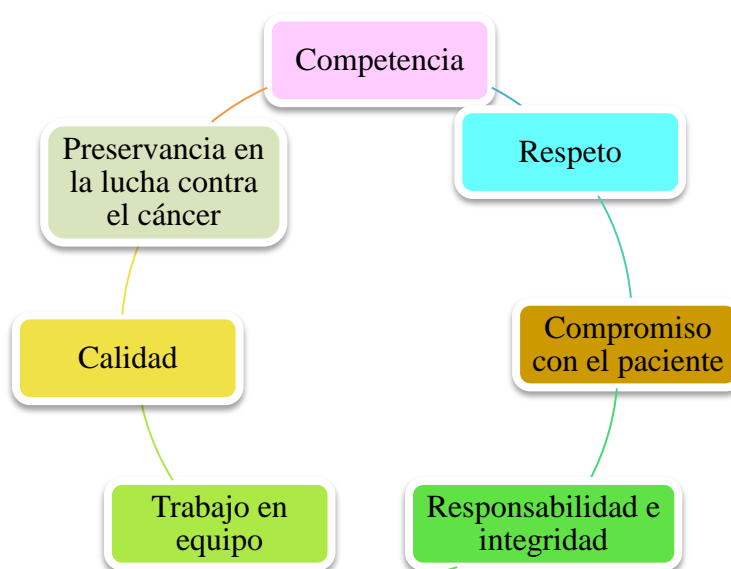 Competencia
Respeto
Compromiso
con el paciente
Responsabilidad e
integridad
Trabajo en
equipo
Calidad
Preservancia en
la lucha contra
el cáncer